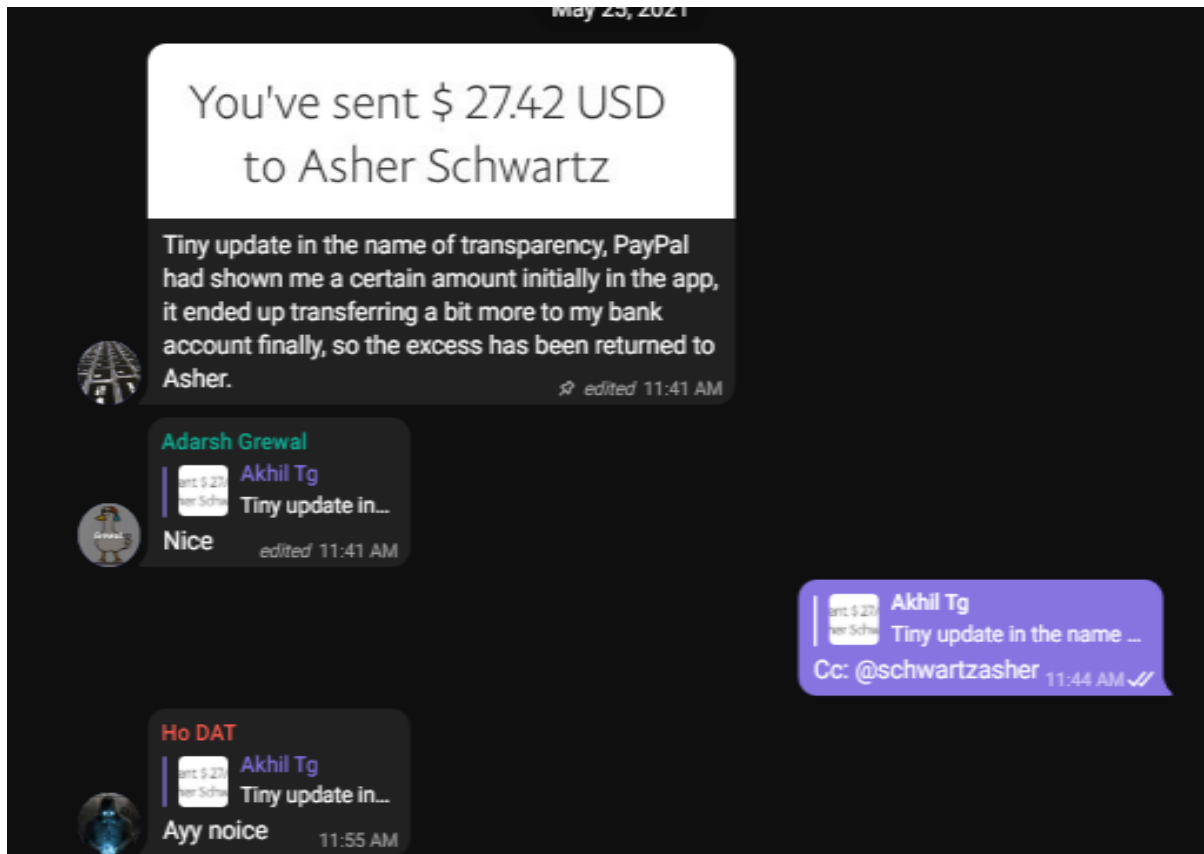 May 25, 2021
You've sent $ 27.42 USD
to Asher Schwartz
Tiny update in the name of transparency, PayPal
had shown me a certain amount initially in the app,
it ended up transferring a bit more to my bank
account finally, so the excess has been returned to
Asher.
edited 11:41 AM
Adarsh Grewal
Akhil Tg
Tiny update in...
Nice
edited 11:41 AM
Akhil Tg
Tiny update in the name ...
Cc: @schwartzasher 11:44 AM
Ho DAT
Akhil Tg
Tiny update in...
Ayy noice
11:55 AM